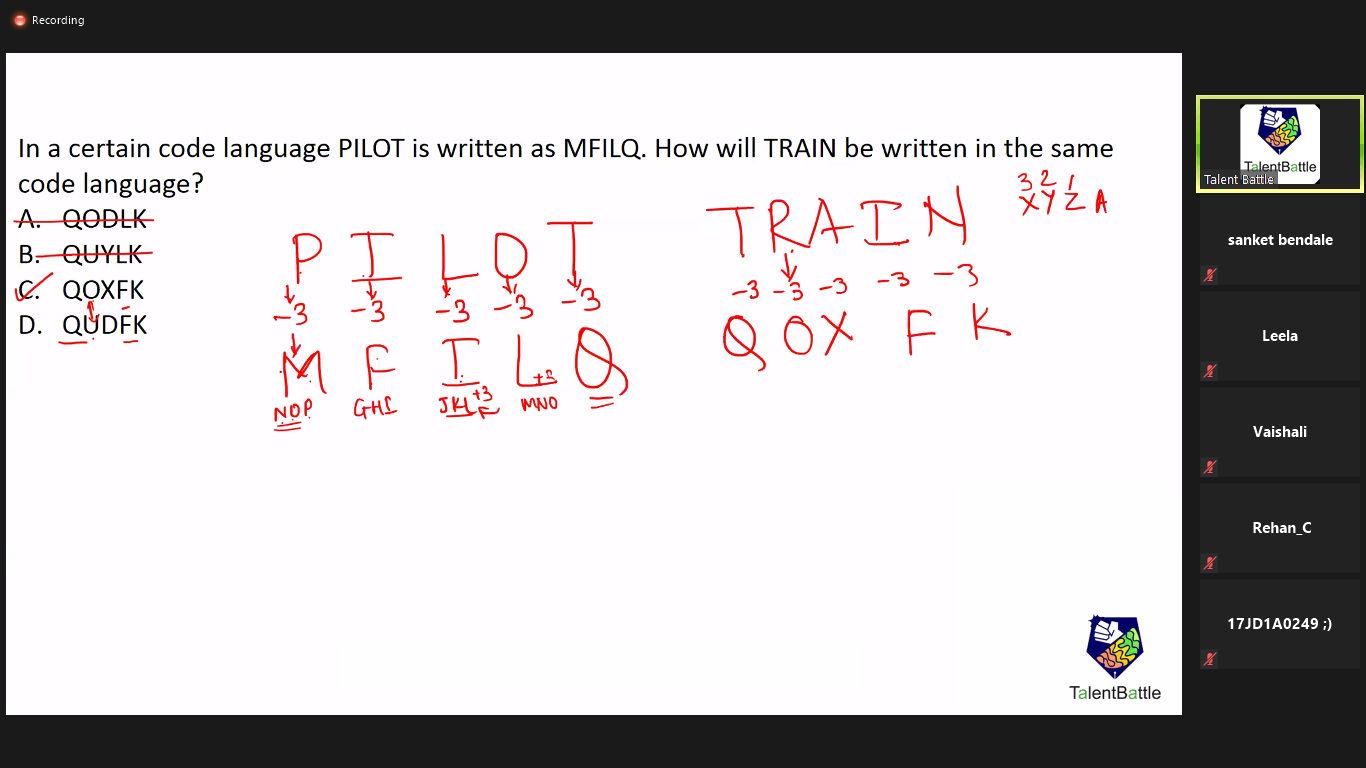 Recording
In a certain code language PILOT is written as MFILQ. How will TRAIN be written in the same
code language?
A. QODLK
B. QUYLK
C. QOXFK
D. QUDFK
P I L O T
-3 -3 -3 -3 -3
M F I L Q
+3
NOP GHI JKL +3 MNO
3 2 1
X Y Z A
T R A I N
-3 -3 -3 -3 -3
Q O X F K
TalentBattle
TalentBattle
Talent Battle
sanket bendale
Leela
Vaishali
Rehan_C
17JD1A0249 ;)